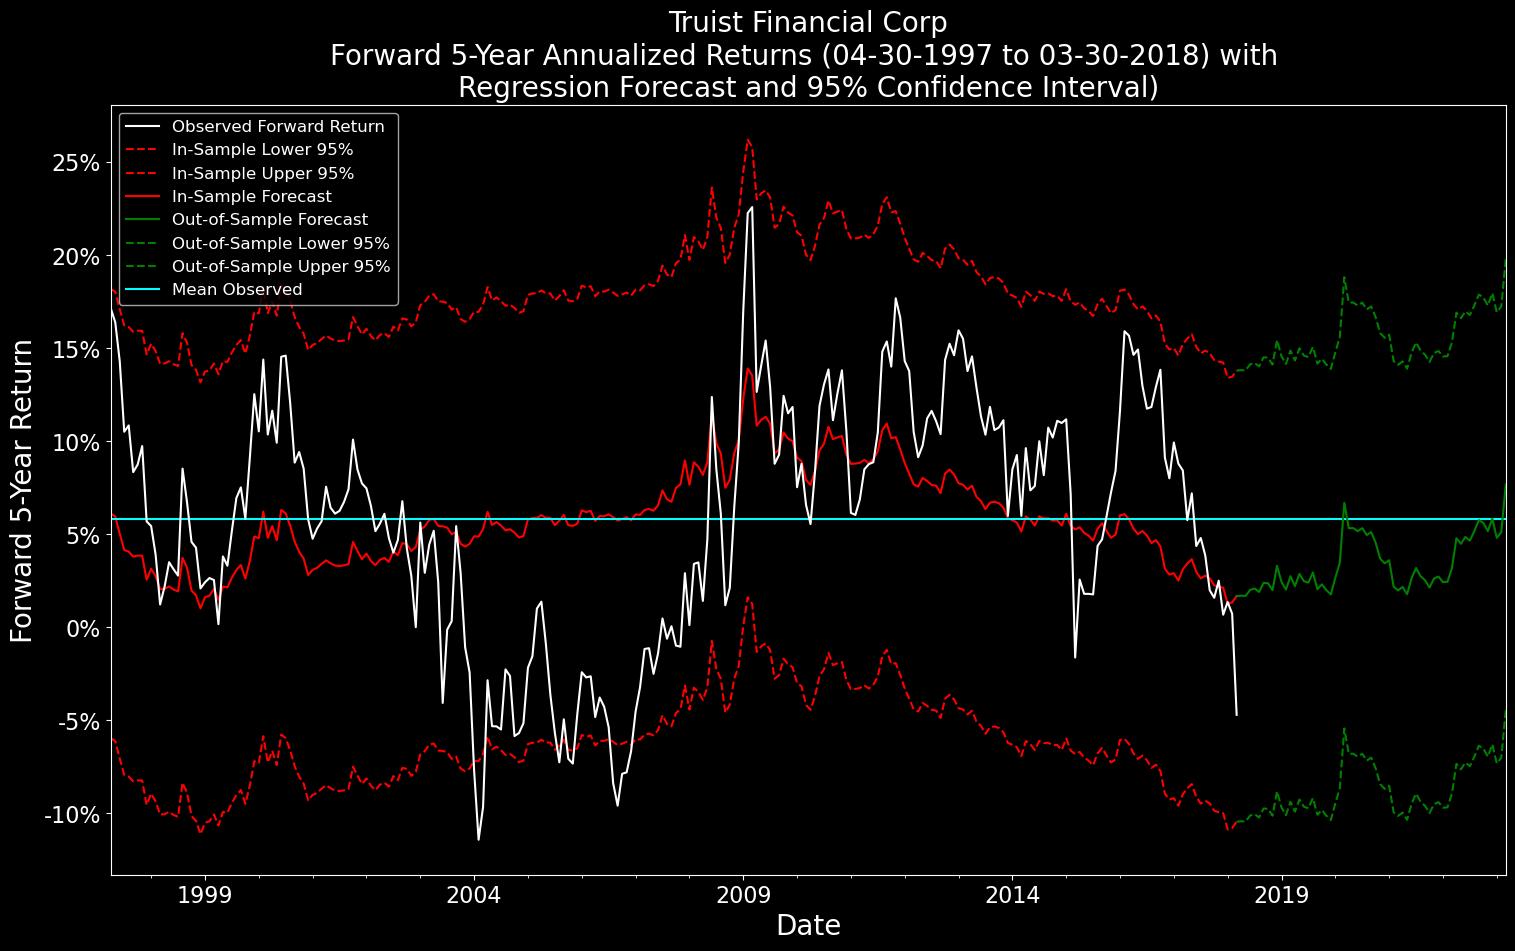 Truist Financial Corp
Forward 5-Year Annualized Returns (04-30-1997 to 03-30-2018) with
Regression Forecast and 95% Confidence Interval)
Observed Forward Return
In-Sample Lower 95%
In-Sample Upper 95%
In-Sample Forecast
Out-of-Sample Forecast
Out-of-Sample Lower 95%
Out-of-Sample Upper 95%
Mean Observed
Forward 5-Year Return
25%
20%
15%
10%
5%
0%
-5%
-10%
1999
2004
2009
2014
2019
Date